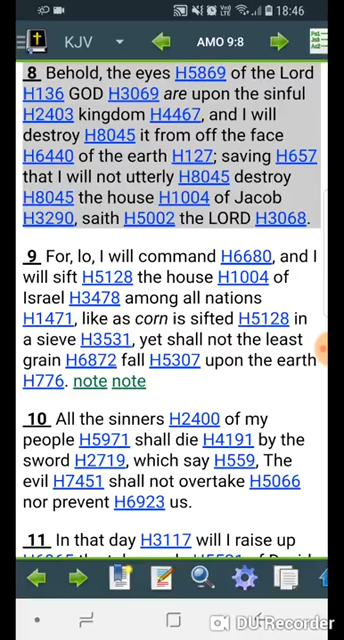 18:46
KJV
AMO 9:8
8 Behold, the eyes H5869 of the Lord
H136 GOD H3069 are upon the sinful
H2403 kingdom H4467, and I will
destroy H8045 it from off the face
H6440 of the earth H127; saving H657
that I will not utterly H8045 destroy
H8045 the house H1004 of Jacob
H3290, saith H5002 the LORD H3068.
9 For, lo, I will command H6680, and I
will sift H5128 the house H1004 of
Israel H3478 among all nations
H1471, like as corn is sifted H5128 in
a sieve H3531, yet shall not the least
grain H6872 fall H5307 upon the earth
H776. note note
10 All the sinners H2400 of my
people H5971 shall die H4191 by the
sword H2719, which say H559, The
evil H7451 shall not overtake H5066
nor prevent H6923 us.
11 In that day H3117 will I raise up
DU Recorder